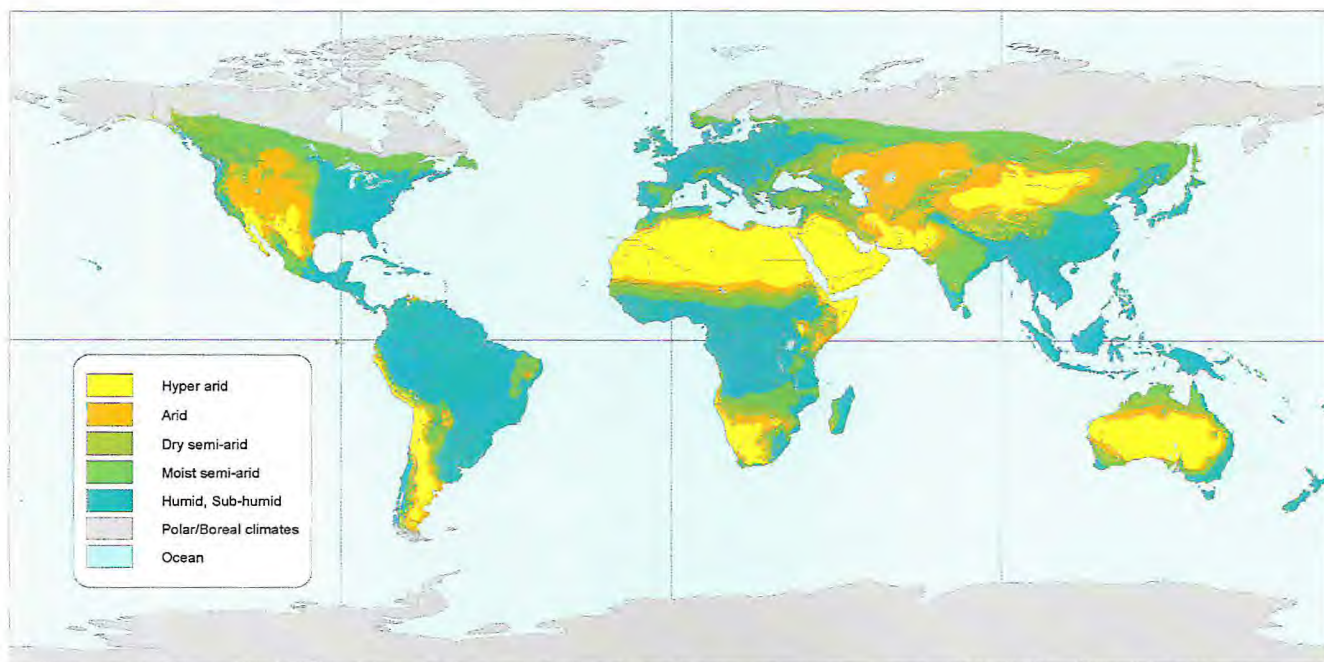 Hyper arid
Arid
Dry semi-arid
Moist semi-arid
Humid, Sub-humid
Polar/Boreal climates
Ocean